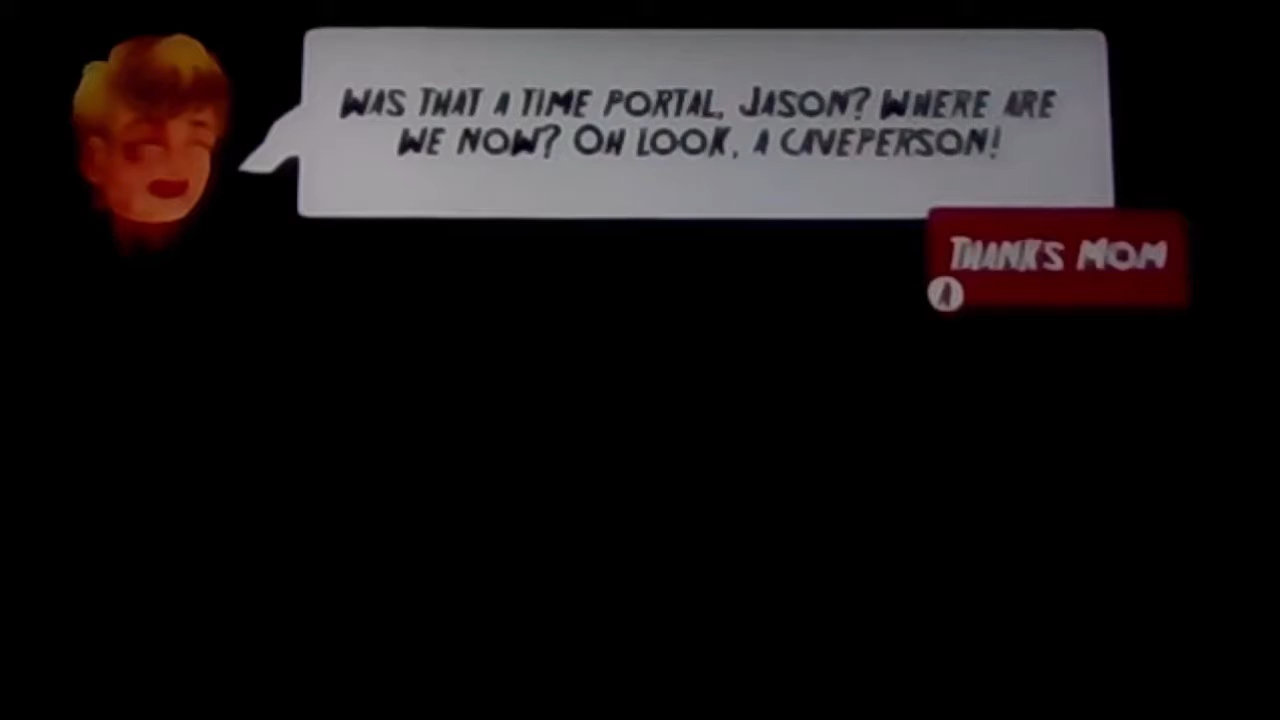 Was that a time portal, Jason? Where are
we now? Oh look, a caveperson!
Thanks Mom
A